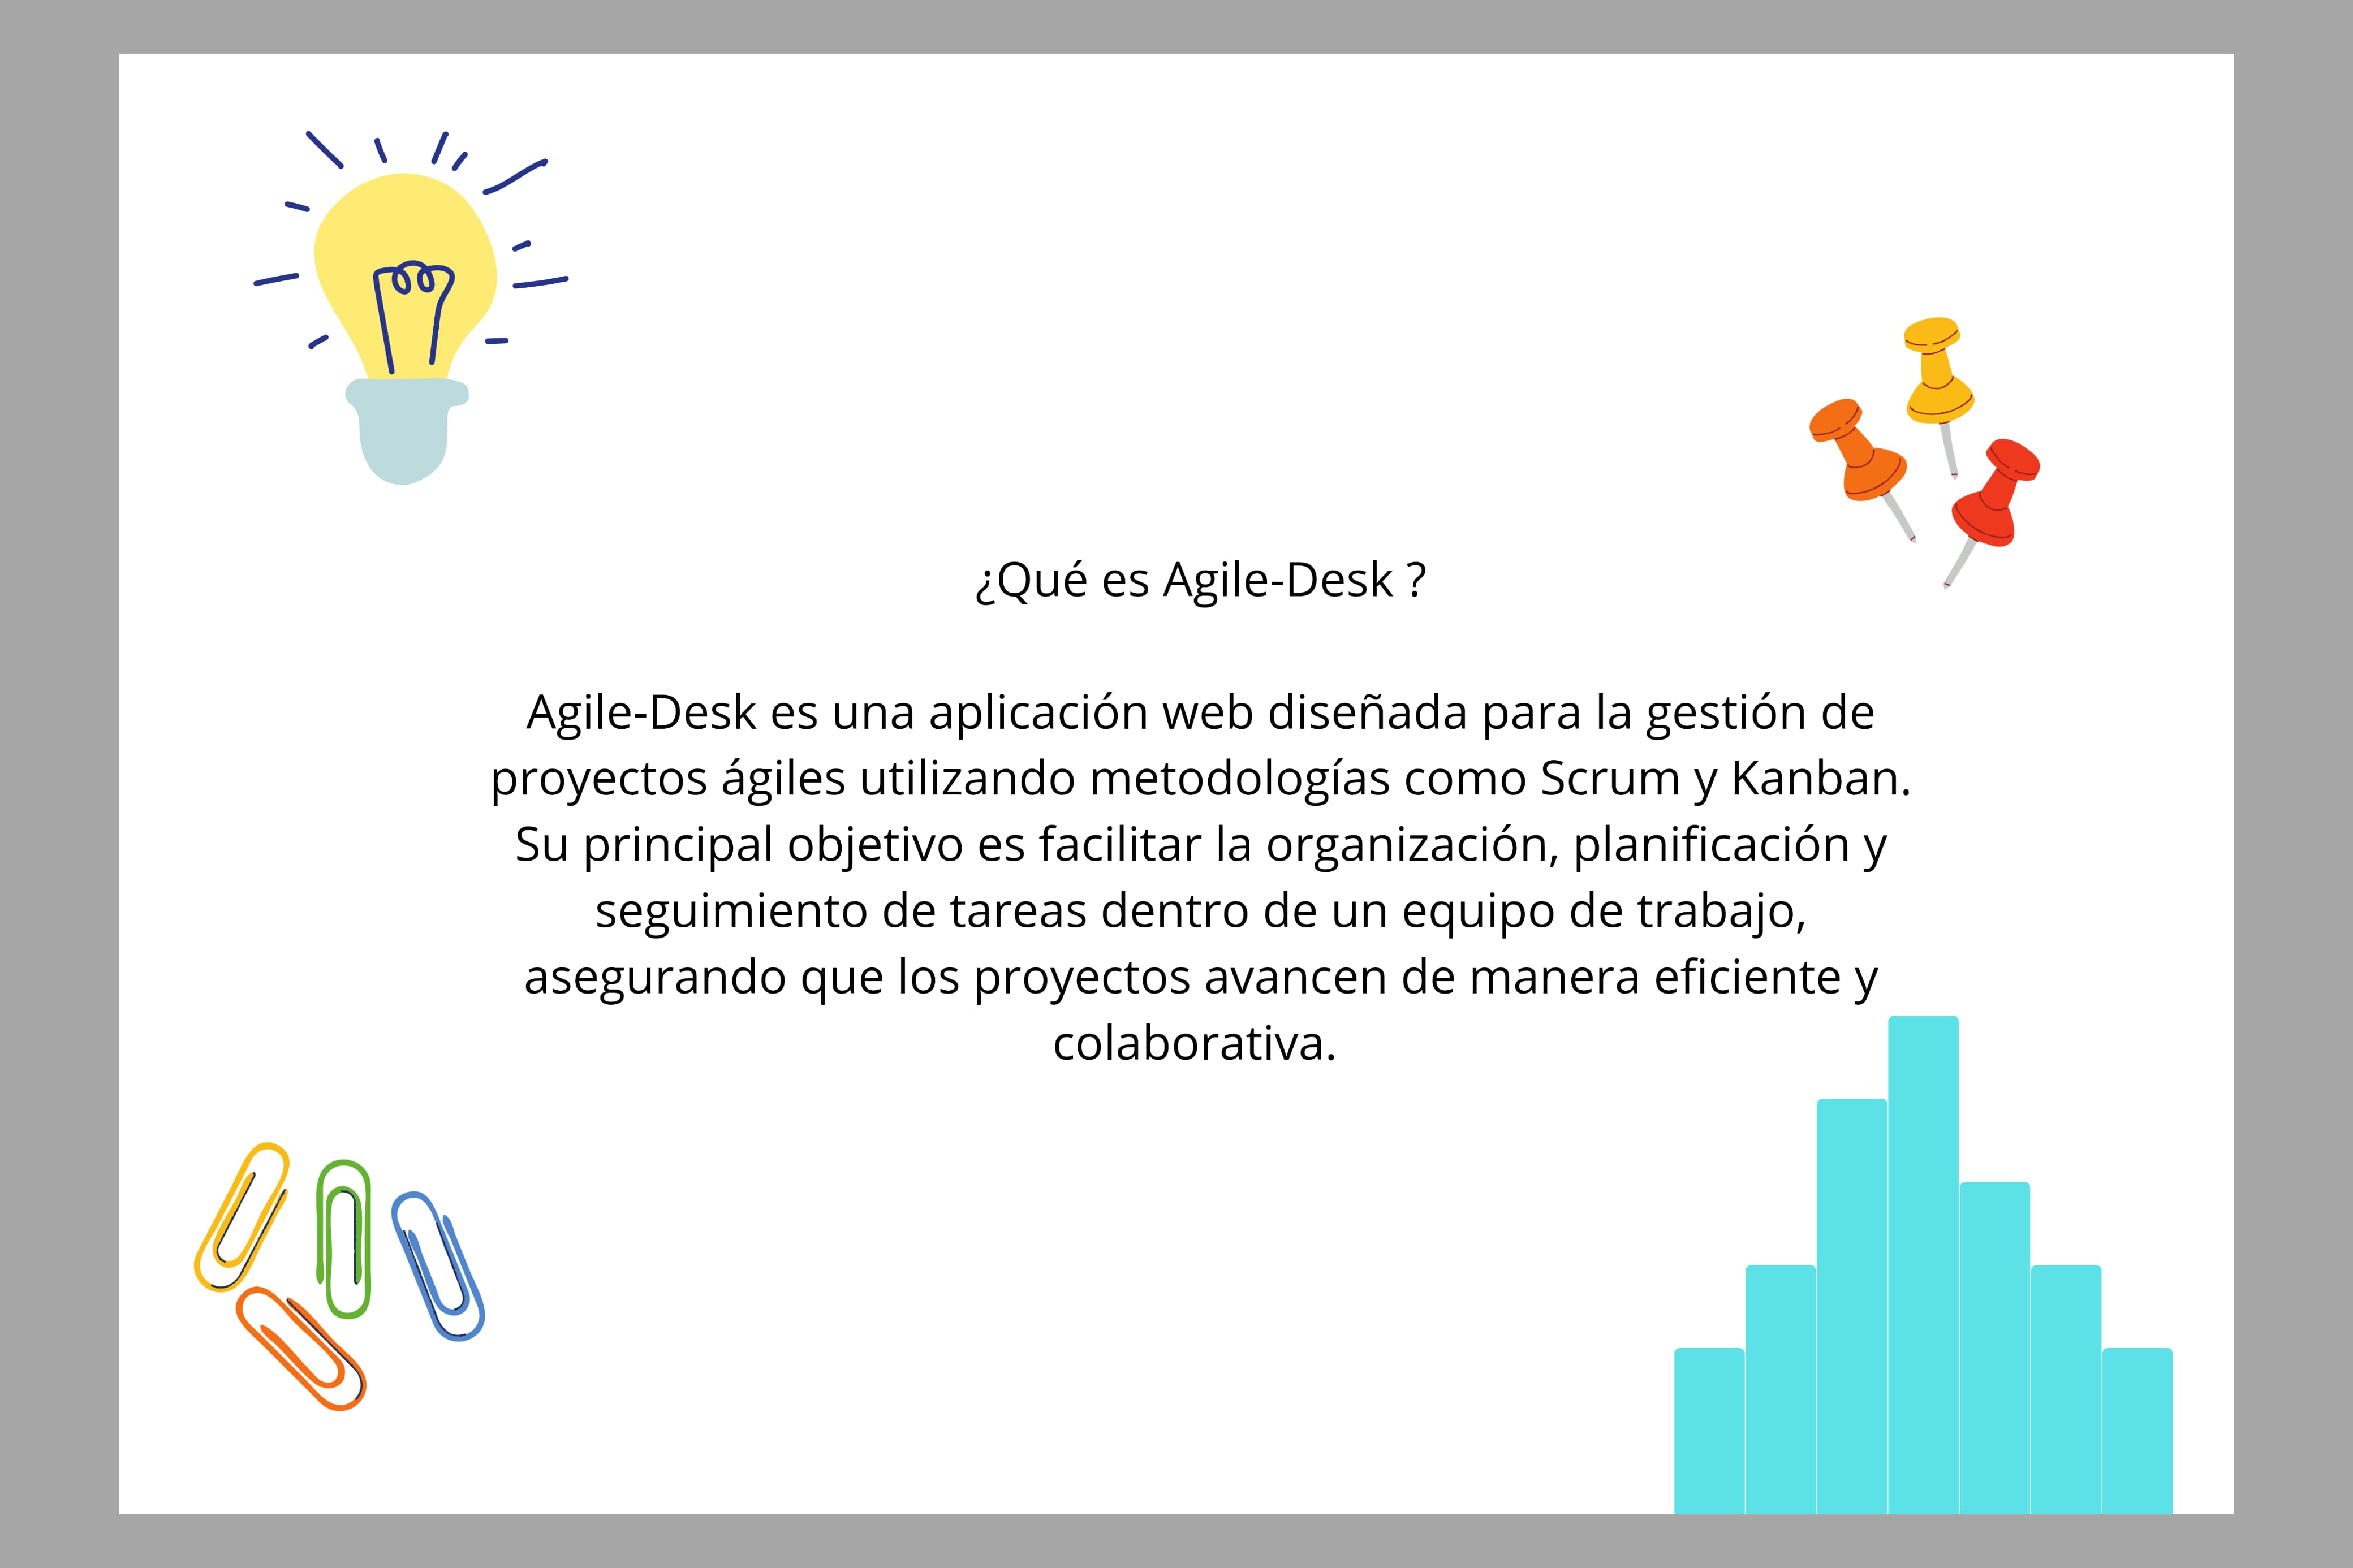 ¿Qué es Agile-Desk ?
Agile-Desk es una aplicación web diseñada para la gestión de
proyectos ágiles utilizando metodologías como Scrum y Kanban.
Su principal objetivo es facilitar la organización, planificación y
seguimiento de tareas dentro de un equipo de trabajo,
asegurando que los proyectos avancen de manera eficiente y
colaborativa.